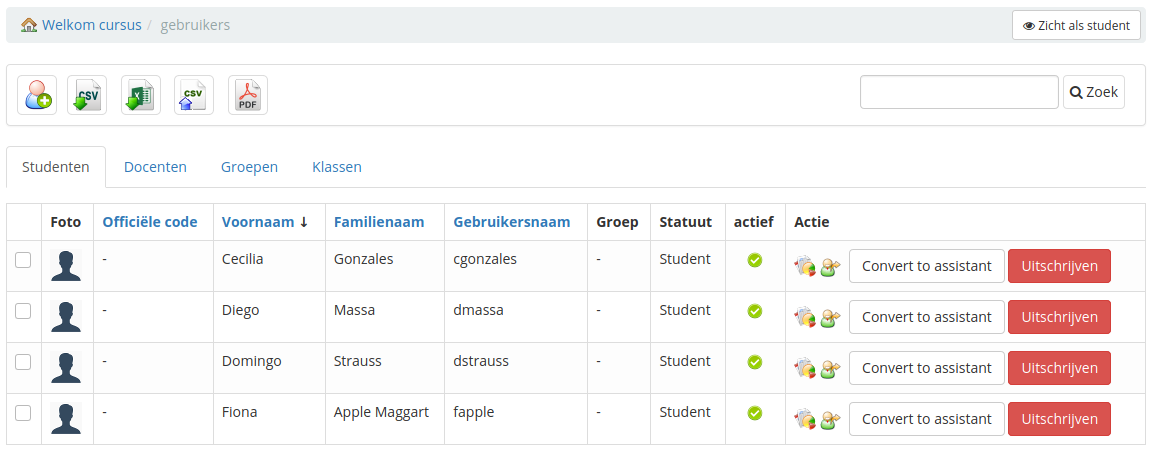 Welkom cursus / gebruikers Zicht als student
CSV CSV PDF Zoek
Studenten Docenten Groepen Klassen
Foto Officiële code Voornaam ↓ Familienaam Gebruikersnaam Groep Statuut actief Actie
- Cecilia Gonzales cgonzales - Student Convert to assistant Uitschrijven
- Diego Massa dmassa - Student Convert to assistant Uitschrijven
- Domingo Strauss dstrauss - Student Convert to assistant Uitschrijven
- Fiona Apple Maggart fapple - Student Convert to assistant Uitschrijven